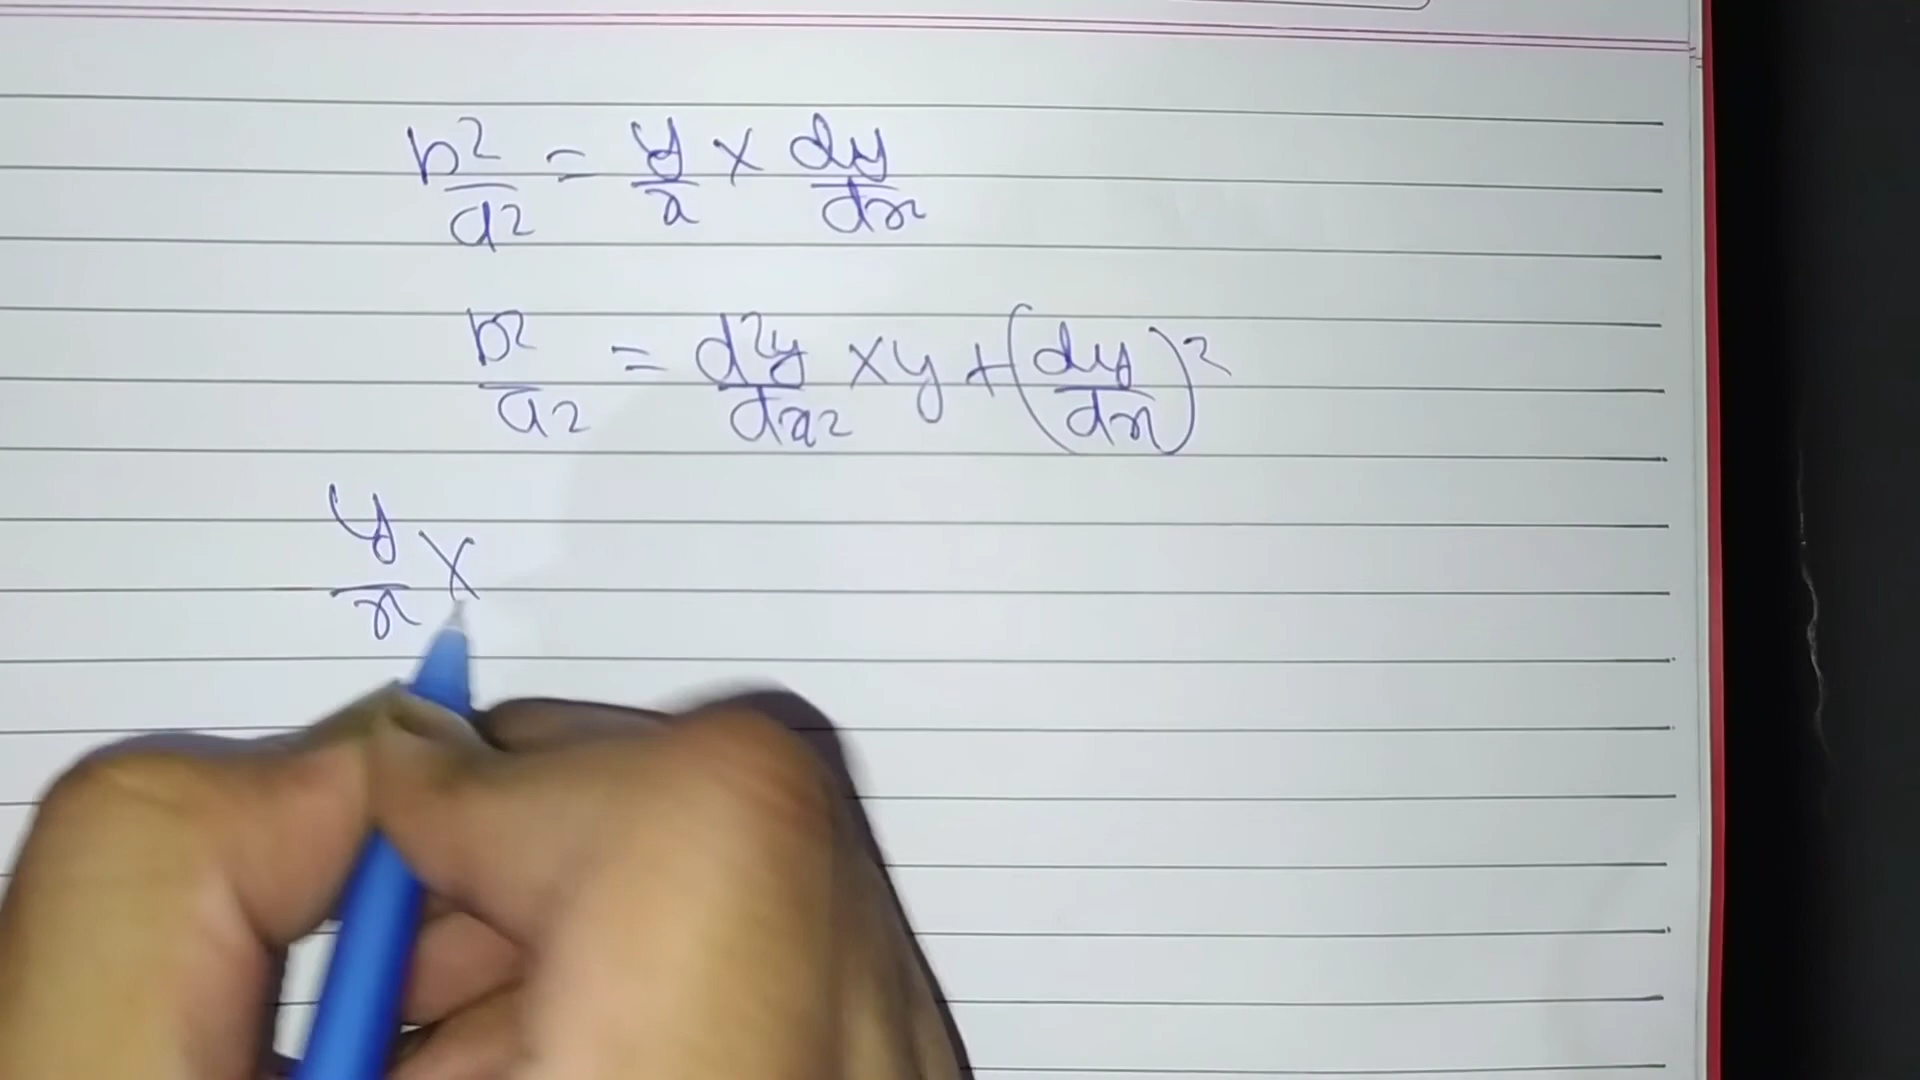 b²/a² = y/x × dy/dx
b²/a² = d²y/dx² × y + (dy/dx)²
y/x ×